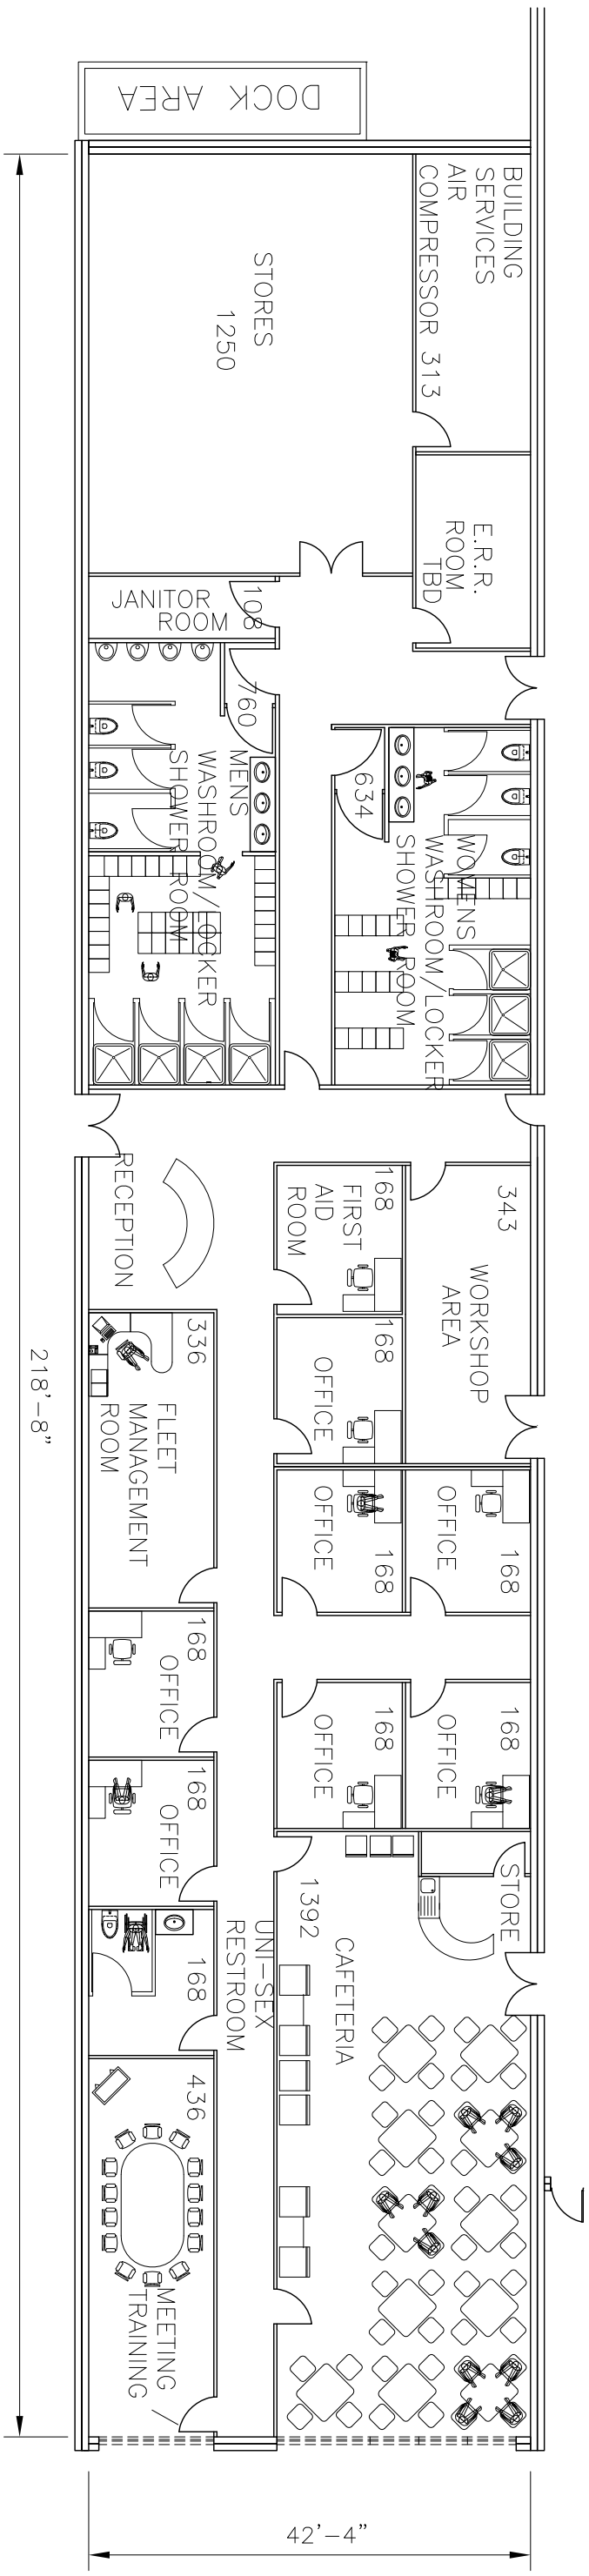 DOCK AREA
BUILDING
SERVICES
AIR
COMPRESSOR 313
STORES
1250
E.R.R.
ROOM
TBD
JANITOR
ROOM
108
760
MENS
WASHROOM/LOCKER
SHOWER ROOM
634
WOMENS
WASHROOM/LOCKER
SHOWER ROOM
RECEPTION
168
FIRST
AID
ROOM
343
WORKSHOP
AREA
336
FLEET
MANAGEMENT
ROOM
168
OFFICE
OFFICE
168
OFFICE
168
168
OFFICE
168
OFFICE
168
OFFICE
168
OFFICE
168
UNI-SEX
RESTROOM
STORE
1392
CAFETERIA
436
MEETING
TRAINING
218'-8"
42'-4"